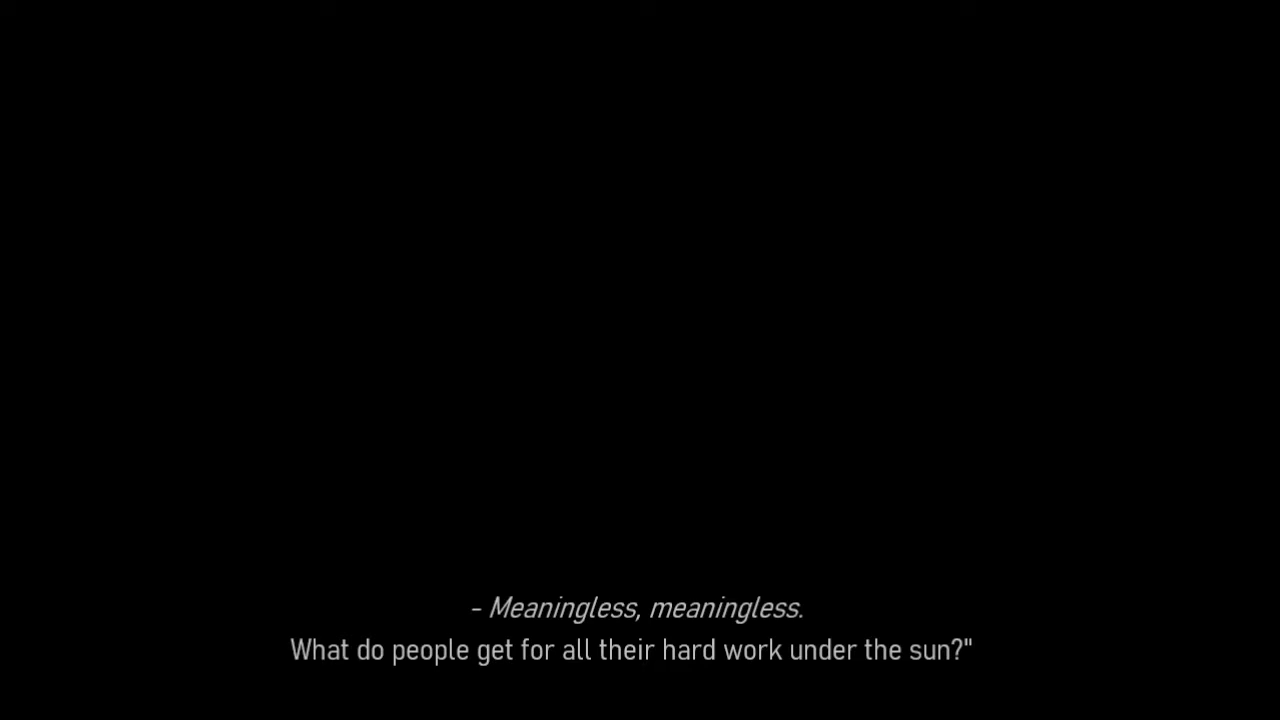 - Meaningless, meaningless.
What do people get for all their hard work under the sun?"